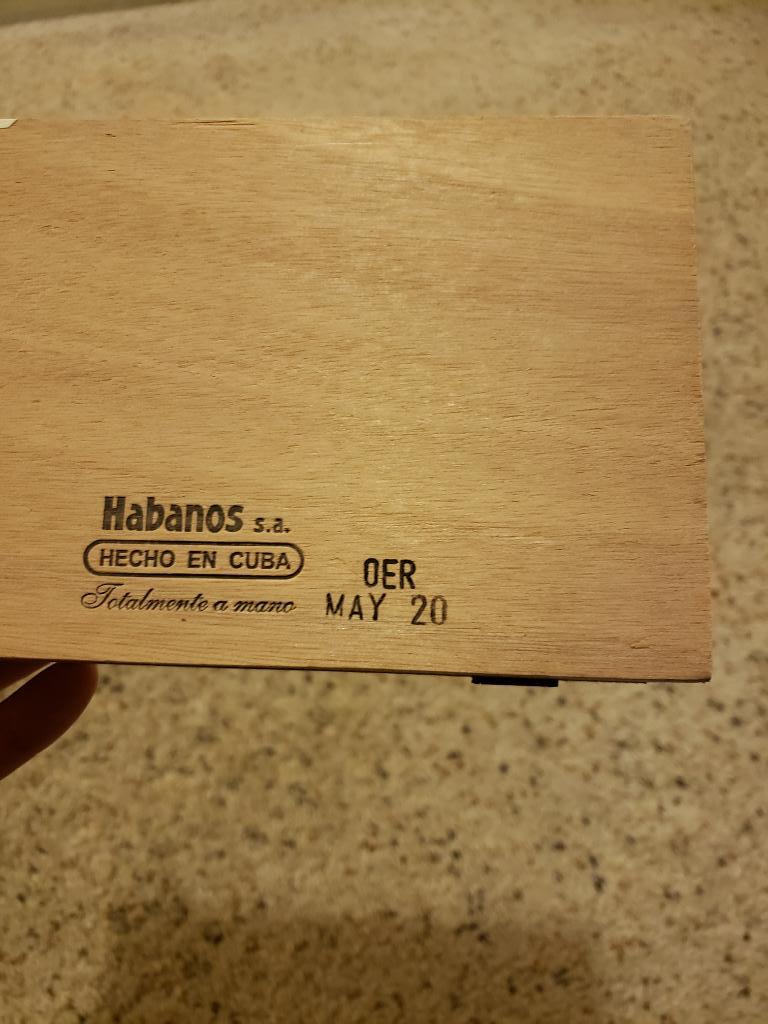 Habanos s.a.
HECHO EN CUBA
Totalmente a mano
OER
MAY 20